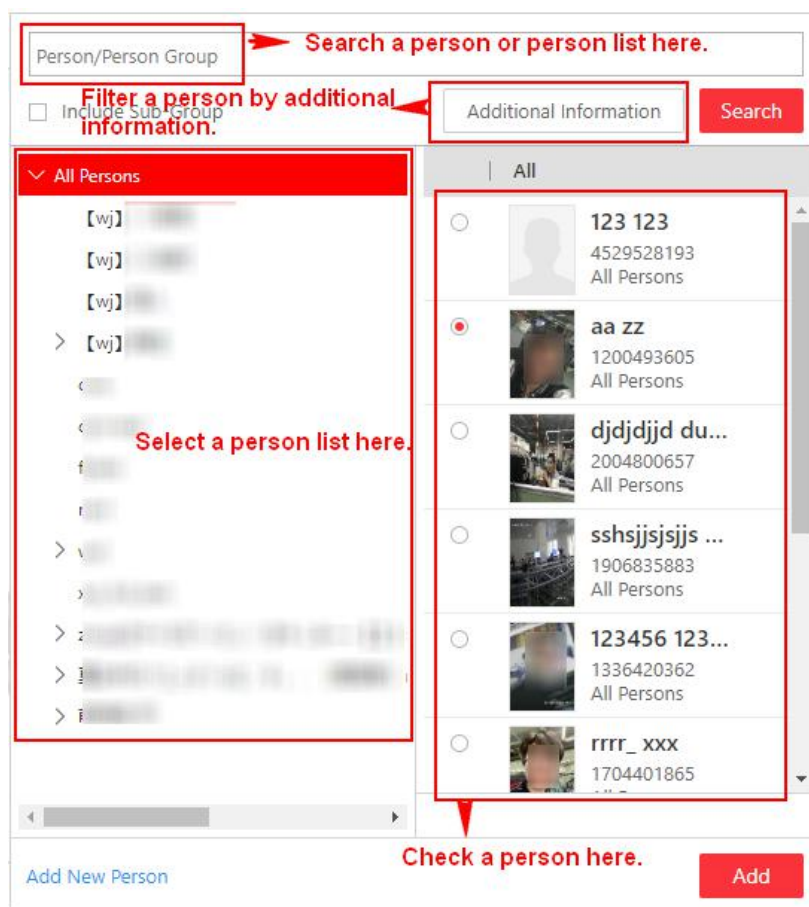 Person/Person Group
Search a person or person list here.
Filter a person by additional information.
Include Sub-Group
Additional Information
Search
All Persons
【wj】
【wj】
【wj】
【wj】
Select a person list here.
All
123 123
4529528193
All Persons
aa zz
1200493605
All Persons
djdjdjjd du...
2004800657
All Persons
sshsjjsjsjjs ...
1906835883
All Persons
123456 123...
1336420362
All Persons
rrrr_ xxx
1704401865
Check a person here.
Add New Person
Add